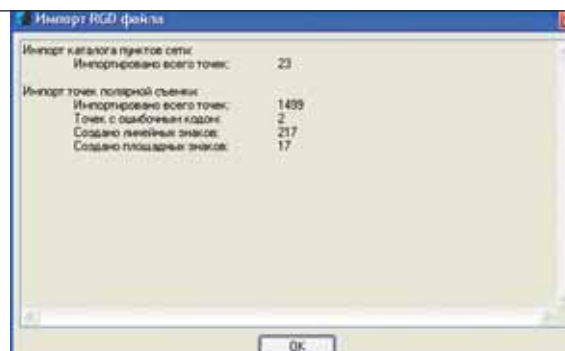 Импорт RGD файла
Импорт каталога пунктов сети:
Импортировано всего точек: 23
Импорт точек полярной съемки:
Импортировано всего точек: 1499
Точек с ошибочным кодом: 2
Создано линейных знаков: 217
Создано площадных знаков: 17
OK